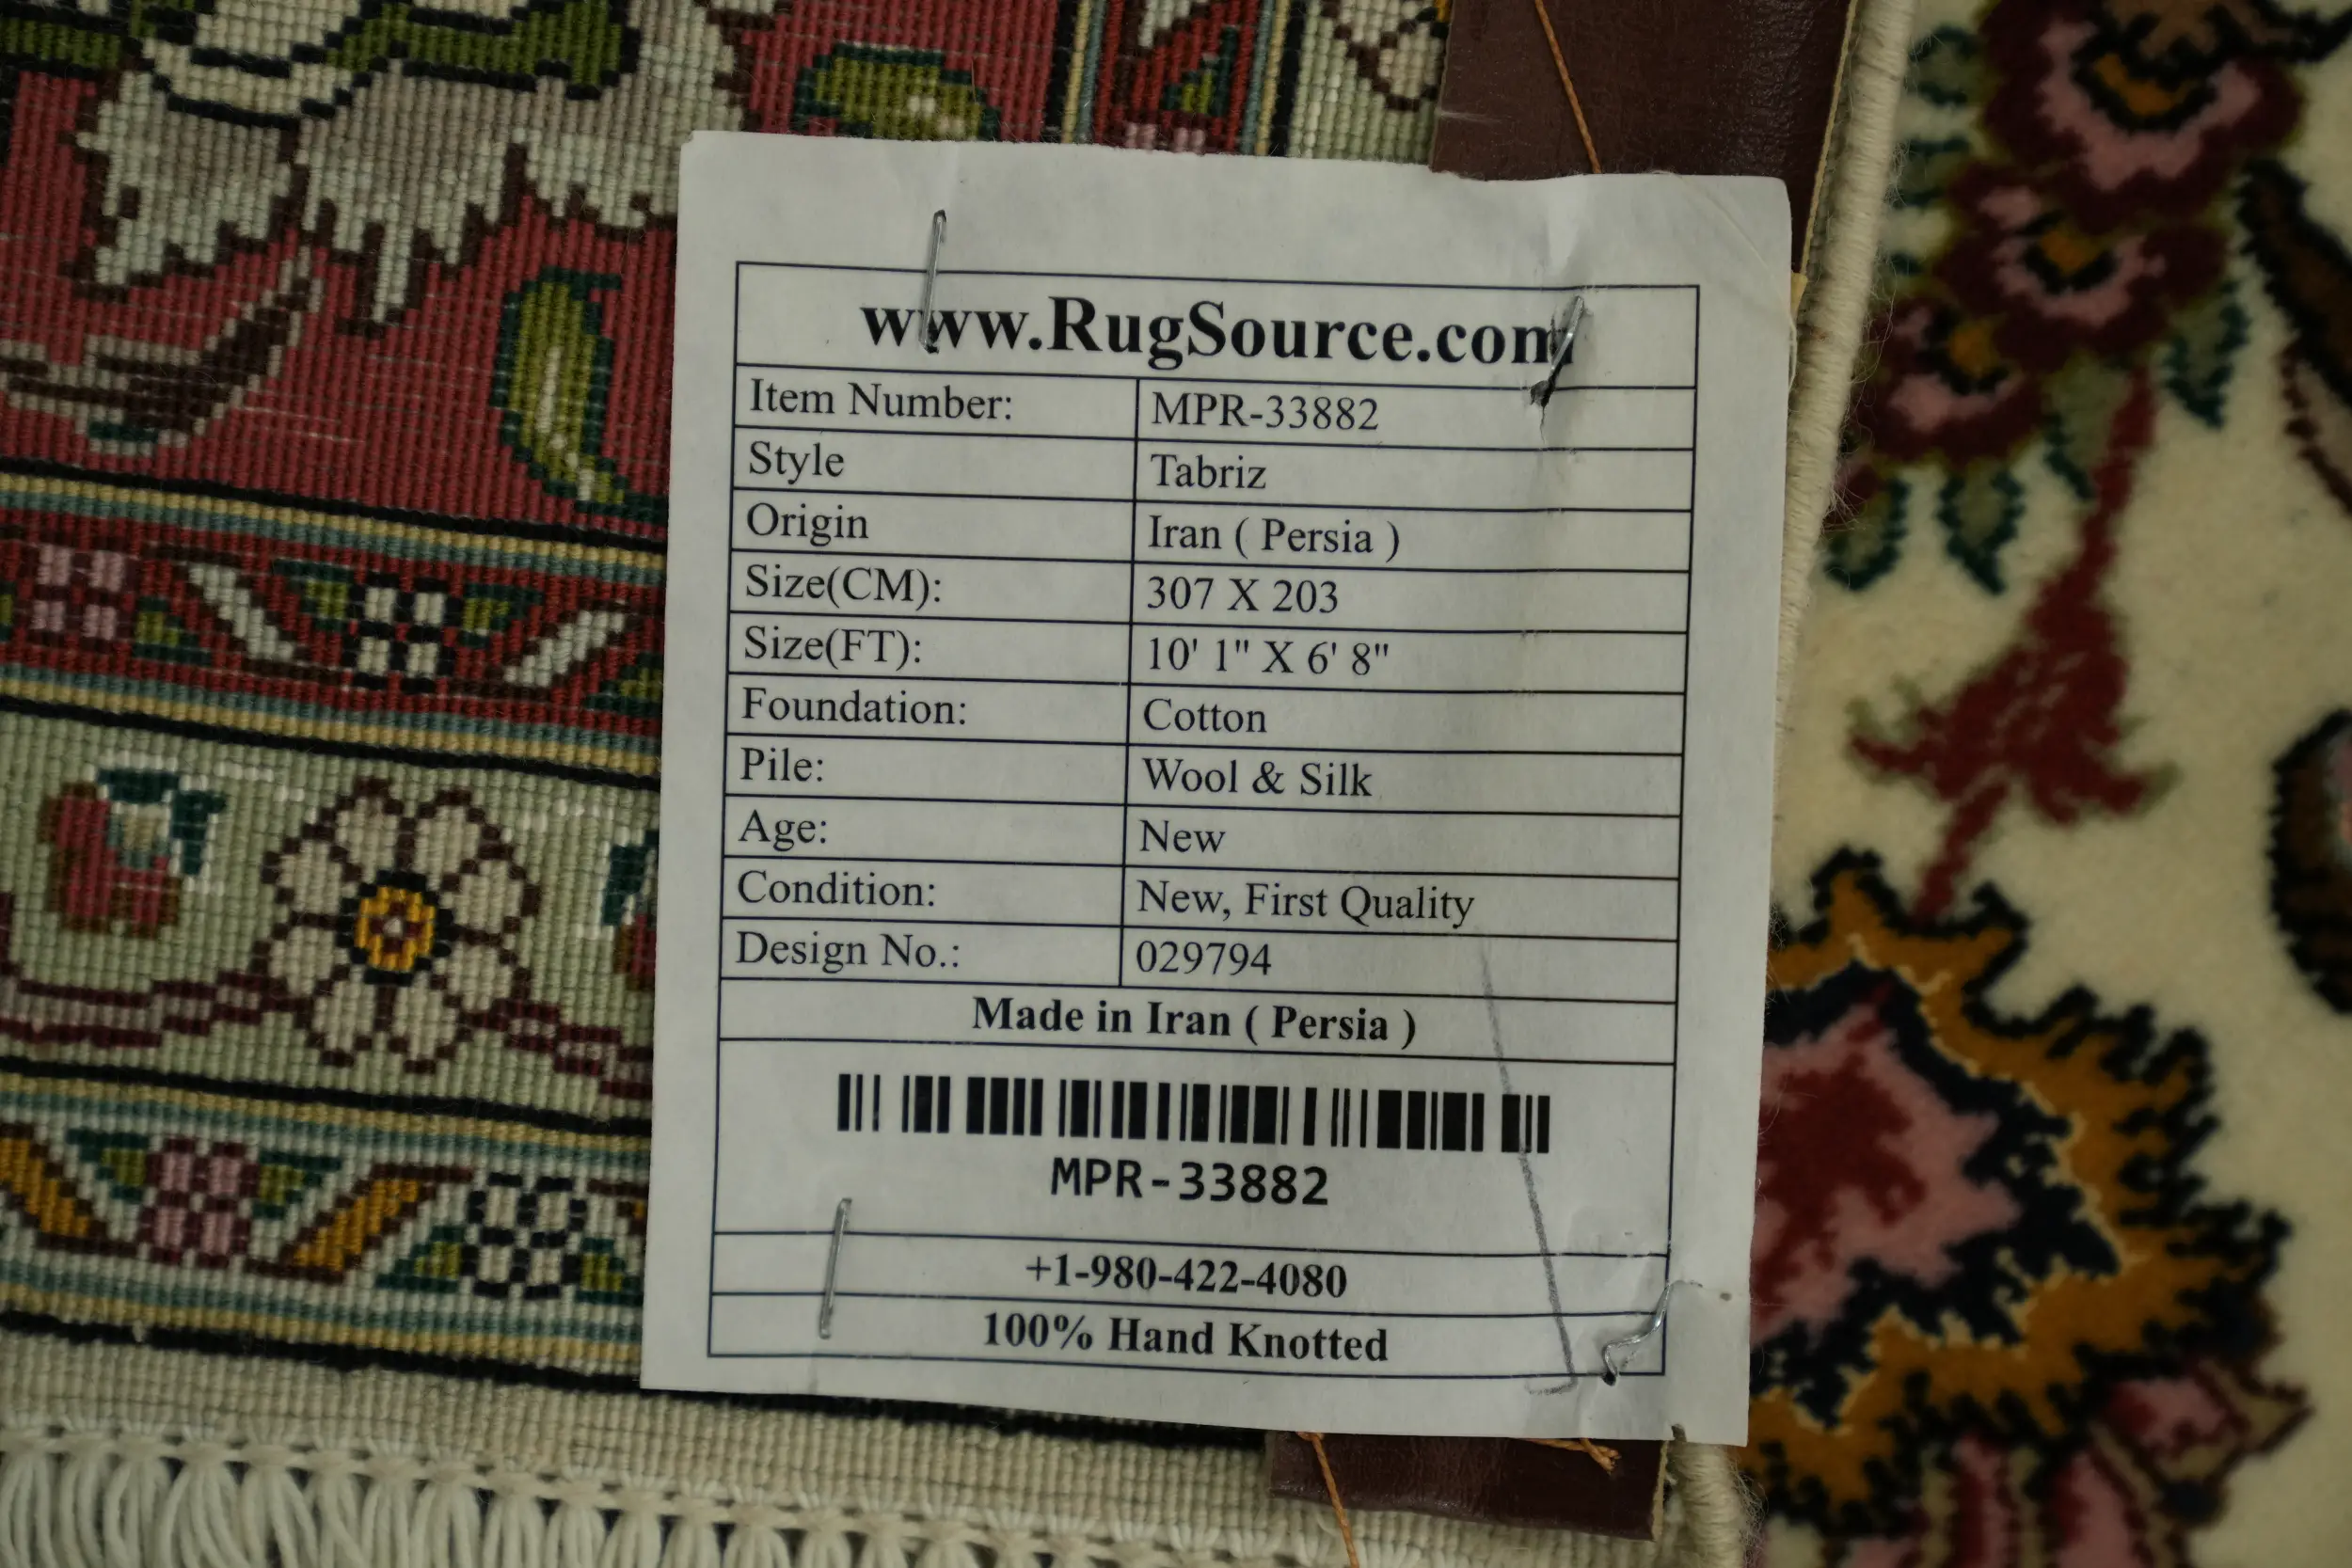 www.RugSource.com
Item Number: MPR-33882
Style Tabriz
Origin Iran ( Persia )
Size(CM): 307 X 203
Size(FT): 10' 1" X 6' 8"
Foundation: Cotton
Pile: Wool & Silk
Age: New
Condition: New, First Quality
Design No.: 029794
Made in Iran ( Persia )
MPR-33882
+1-980-422-4080
100% Hand Knotted